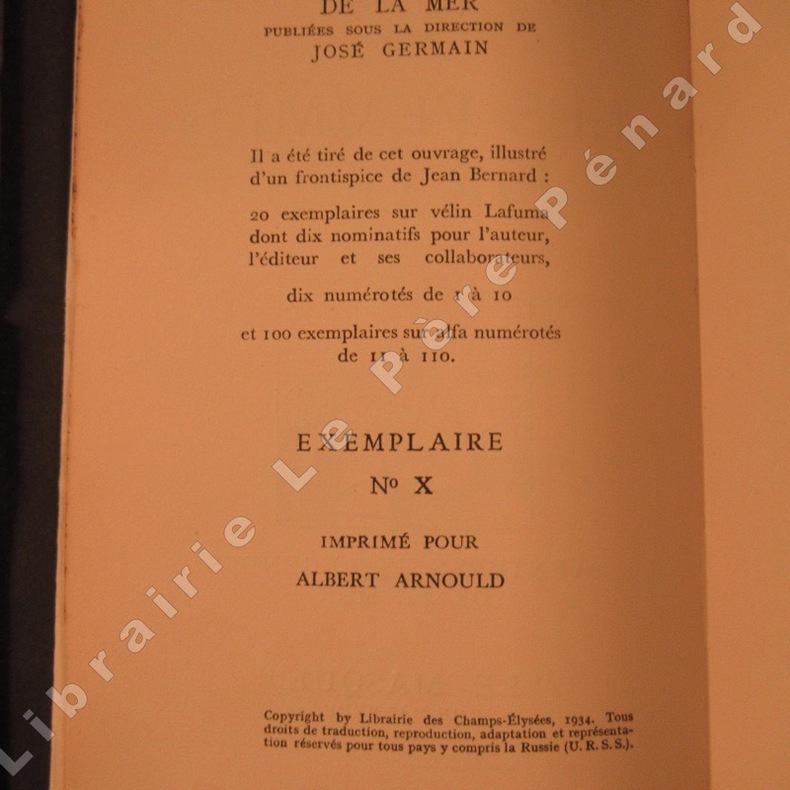 DE LA MER
PUBLIÉES SOUS LA DIRECTION DE
JOSÉ GERMAIN
Il a été tiré de cet ouvrage, illustré
d'un frontispice de Jean Bernard :
20 exemplaires sur vélin Lafuma
dont dix nominatifs pour l'auteur,
l'éditeur et ses collaborateurs,
dix numérotés de 1 à 10
et 100 exemplaires sur alfa numérotés
de 11 à 110.
EXEMPLAIRE
Nº X
IMPRIMÉ POUR
ALBERT ARNOULD
Copyright by Librairie des Champs-Élysées, 1934. Tous
droits de traduction, reproduction, adaptation et représenta-
tion réservés pour tous pays y compris la Russie (U. R. S. S.).
Librairie Le Père Pénard